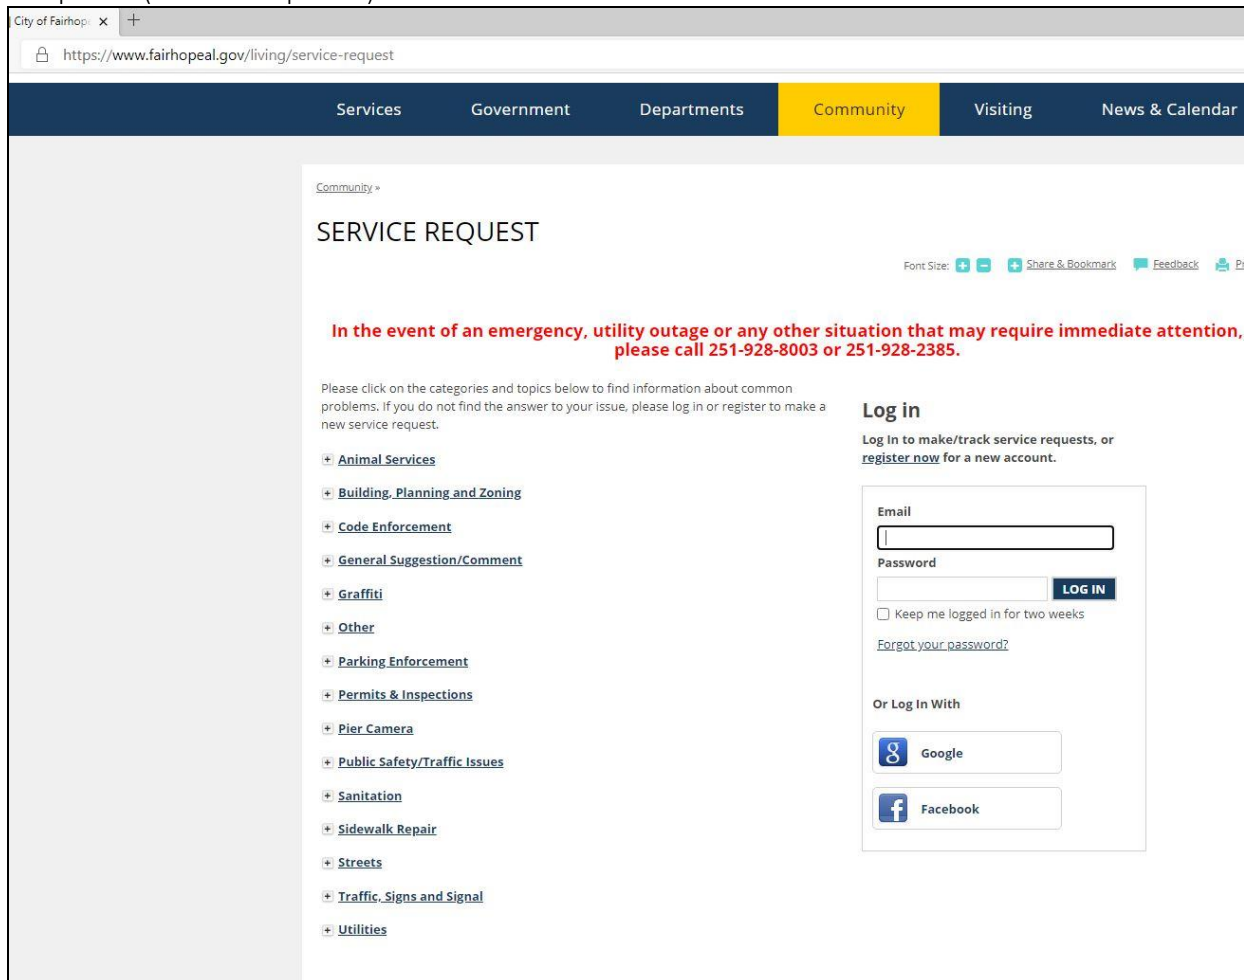 City of Fairhop
https://www.fairhopeal.gov/living/service-request
Services Government Departments Community Visiting News & Calendar
Community »
SERVICE REQUEST
Font Size: Share & Bookmark Feedback
In the event of an emergency, utility outage or any other situation that may require immediate attention,
please call 251-928-8003 or 251-928-2385.
Please click on the categories and topics below to find information about common
problems. If you do not find the answer to your issue, please log in or register to make a
new service request.
Animal Services
Building, Planning and Zoning
Code Enforcement
General Suggestion/Comment
Graffiti
Other
Parking Enforcement
Permits & Inspections
Pier Camera
Public Safety/Traffic Issues
Sanitation
Sidewalk Repair
Streets
Traffic, Signs and Signal
Utilities
Log in
Log In to make/track service requests, or
register now for a new account.
Email
Password
LOG IN
Keep me logged in for two weeks
Forgot your password?
Or Log In With
Google
Facebook